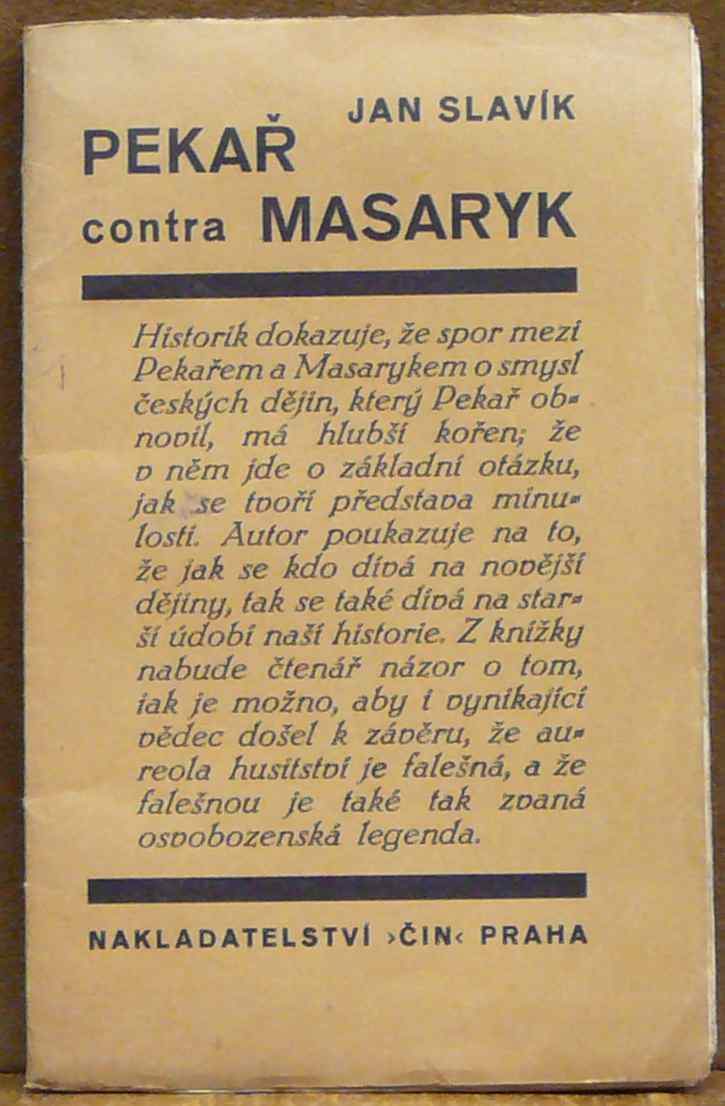 JAN SLAVÍK
PEKAŘ
contra MASARYK
Historik dokazuje, že spor mezi
Pekařem a Masarykem o smysl
českých dějin, který Pekař ob-
novil, má hlubší kořen; že
v něm jde o základní otázku,
jak se tvoří představa minu-
losti. Autor poukazuje na to,
že jak se kdo dívá na novější
dějiny, tak se také dívá na star-
ší údobí naší historie. Z knížky
nabude čtenář názor o tom,
jak je možno, aby i vynikající
vědec došel k závěru, že au-
reola husitství je falešná, a že
falešnou je také tak zvaná
osvobozenská legenda.
NAKLADATELSTVÍ ›ČIN‹ PRAHA